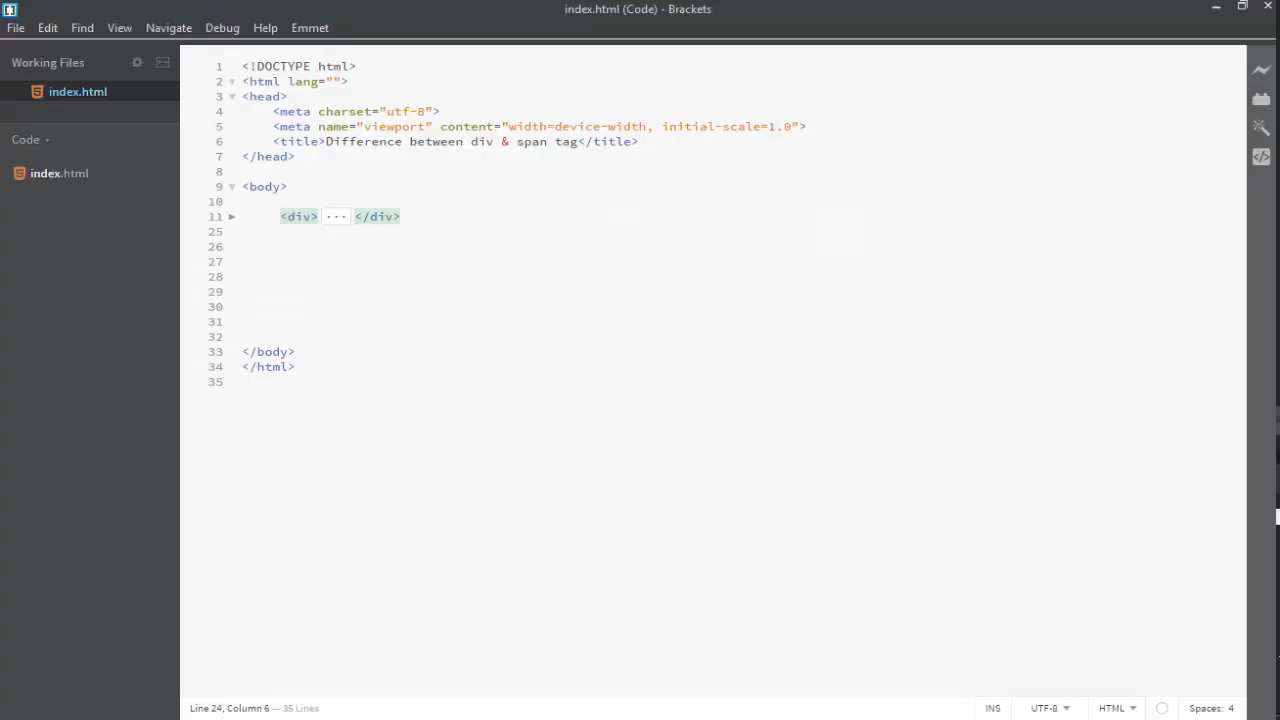 index.html (Code) - Brackets
File Edit Find View Navigate Debug Help Emmet
Working Files
index.html
Code
index.html
1 <!DOCTYPE html>
2 <html lang="">
3 <head>
4 <meta charset="utf-8">
5 <meta name="viewport" content="width=device-width, initial-scale=1.0">
6 <title>Difference between div & span tag</title>
7 </head>
8
9 <body>
10
11 <div> ... </div>
25
26
27
28
29
30
31
32
33 </body>
34 </html>
35
Line 24, Column 6 — 35 Lines INS UTF-8 HTML Spaces: 4